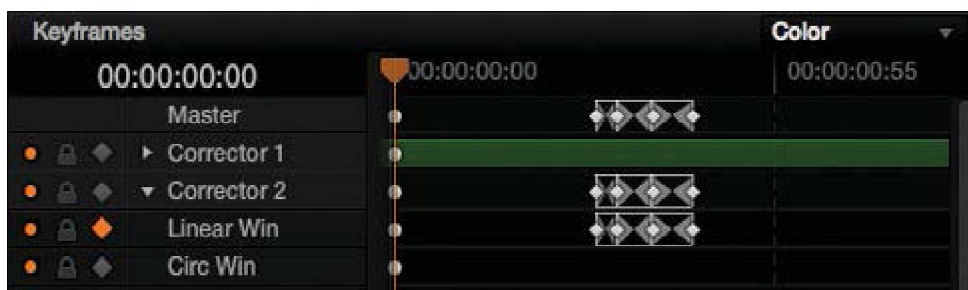 Keyframes Color
00:00:00:00 00:00:00:00 00:00:00:55
Master
Corrector 1
Corrector 2
Linear Win
Circ Win